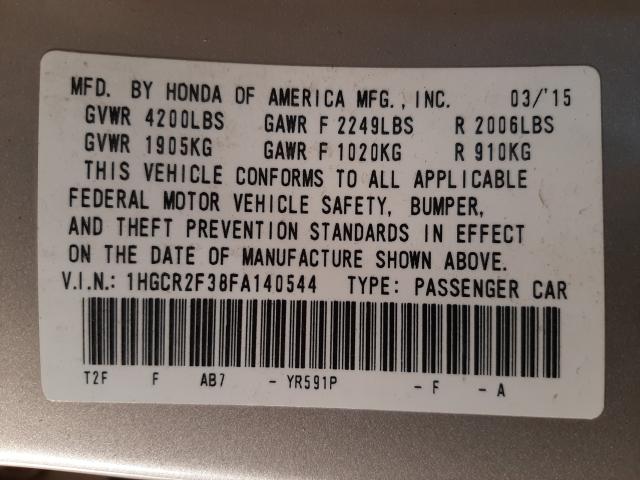 MFD. BY HONDA OF AMERICA MFG., INC. 03/'15
GVWR 4200LBS GAWR F 2249LBS R 2006LBS
GVWR 1905KG GAWR F 1020KG R 910KG
THIS VEHICLE CONFORMS TO ALL APPLICABLE
FEDERAL MOTOR VEHICLE SAFETY, BUMPER,
AND THEFT PREVENTION STANDARDS IN EFFECT
ON THE DATE OF MANUFACTURE SHOWN ABOVE.
V.I.N.: 1HGCR2F38FA140544 TYPE: PASSENGER CAR
T2F F AB7 - YR591P - F - A